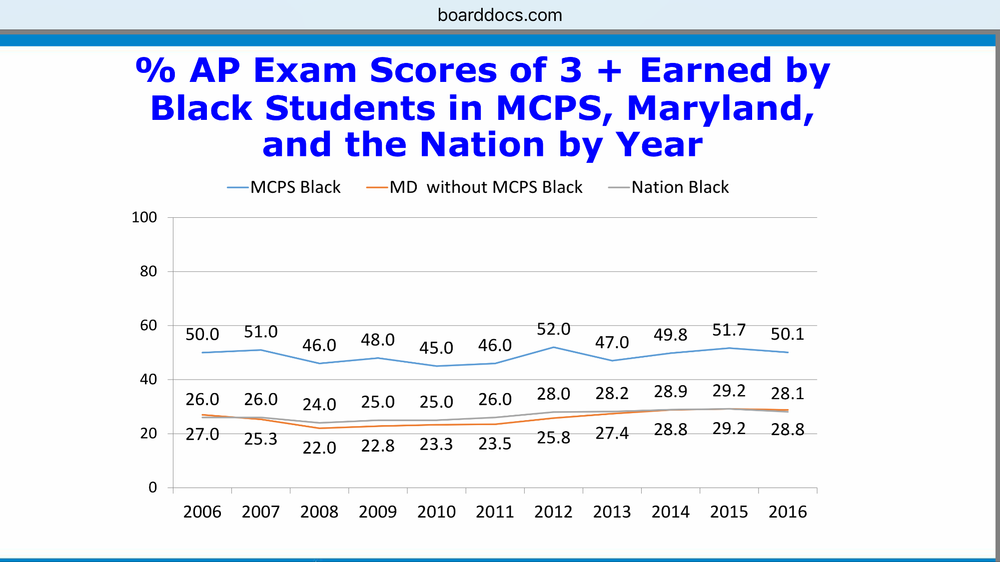 boarddocs.com
% AP Exam Scores of 3 + Earned by
Black Students in MCPS, Maryland,
and the Nation by Year
MCPS Black MD without MCPS Black Nation Black
100
80
60
40
20
0
50.0 51.0 46.0 48.0 45.0 46.0 52.0 47.0 49.8 51.7 50.1
26.0 26.0 24.0 25.0 25.0 26.0 28.0 28.2 28.9 29.2 28.1
27.0 25.3 22.0 22.8 23.3 23.5 25.8 27.4 28.8 29.2 28.8
2006 2007 2008 2009 2010 2011 2012 2013 2014 2015 2016